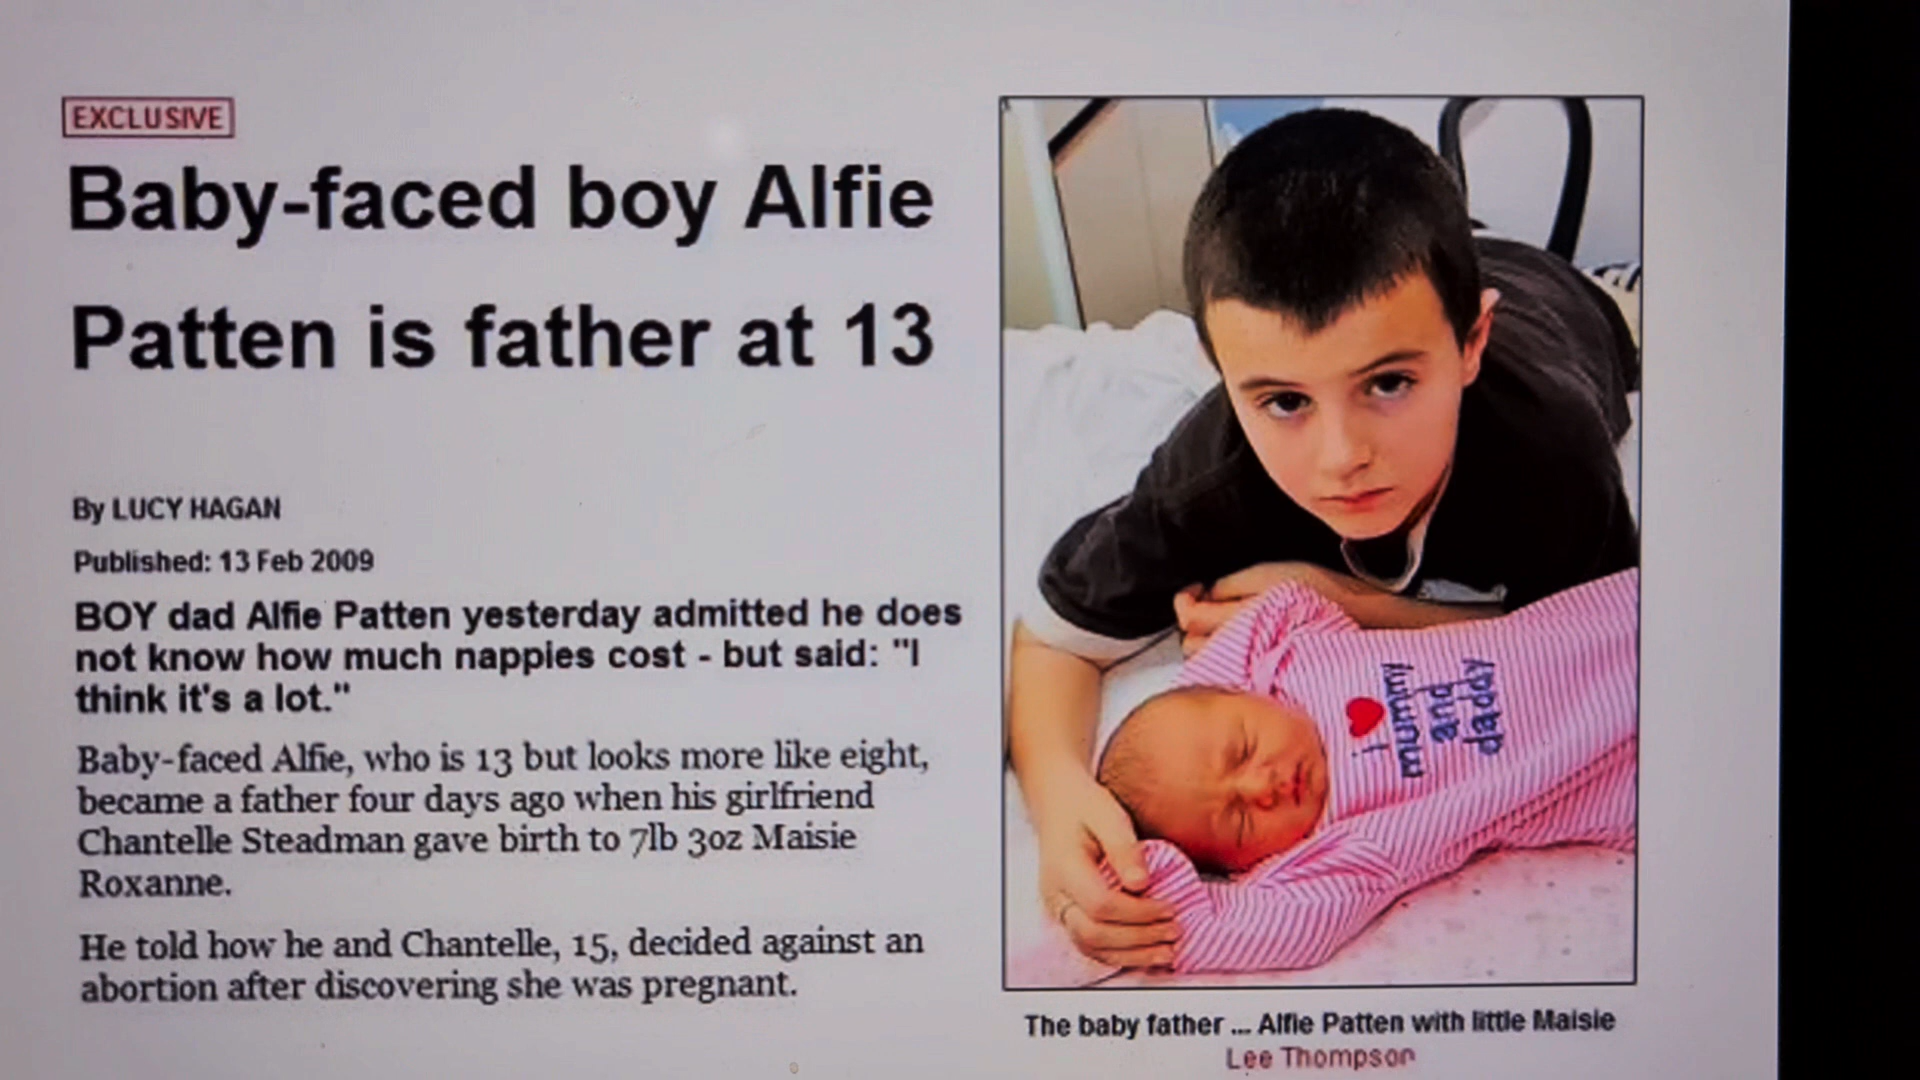 EXCLUSIVE
Baby-faced boy Alfie
Patten is father at 13
By LUCY HAGAN
Published: 13 Feb 2009
BOY dad Alfie Patten yesterday admitted he does
not know how much nappies cost - but said: "I
think it's a lot."
Baby-faced Alfie, who is 13 but looks more like eight,
became a father four days ago when his girlfriend
Chantelle Steadman gave birth to 7lb 3oz Maisie
Roxanne.
He told how he and Chantelle, 15, decided against an
abortion after discovering she was pregnant.
i
mummy
and
daddy
The baby father ... Alfie Patten with little Maisie
Lee Thompson